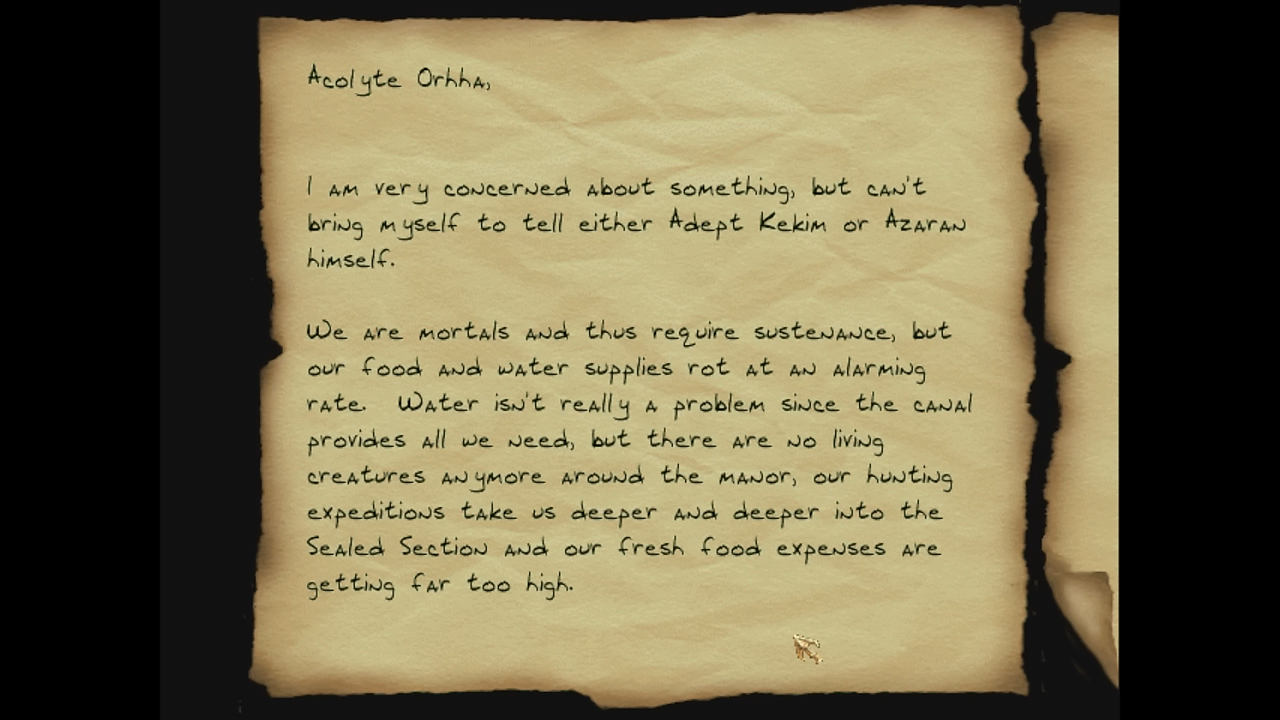 Acolyte Orhha,
I am very concerned about something, but can't
bring myself to tell either Adept Kekim or Azaran
himself.
We are mortals and thus require sustenance, but
our food and water supplies rot at an alarming
rate.  Water isn't really a problem since the canal
provides all we need, but there are no living
creatures anymore around the manor, our hunting
expeditions take us deeper and deeper into the
Sealed Section and our fresh food expenses are
getting far too high.